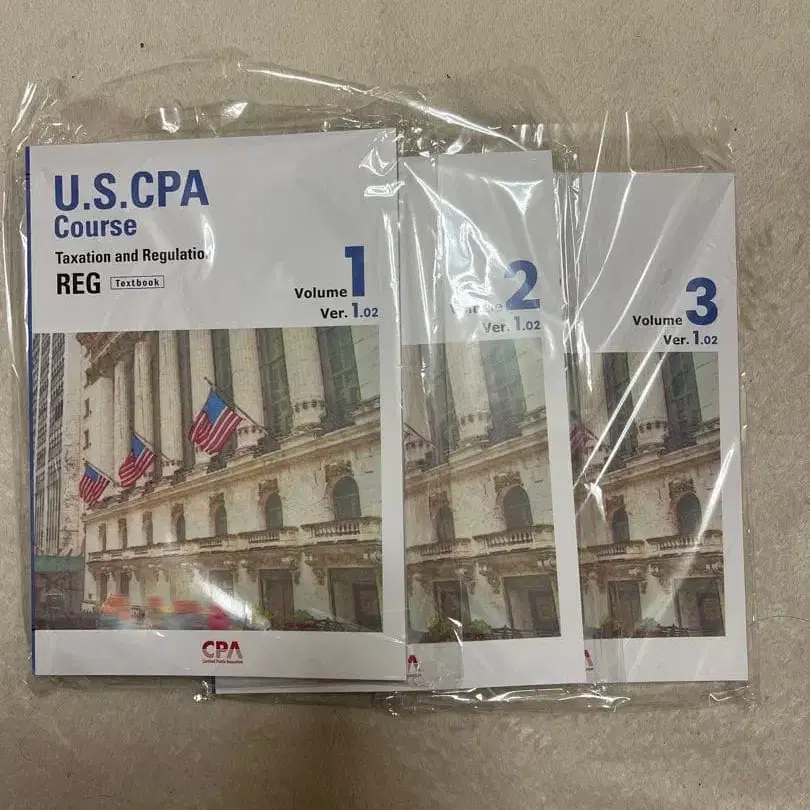 U.S.CPA
Course
Taxation and Regulatio
REG Textbook
Volume 1
Ver. 1.02
CPA
2
Ver. 1.02
Volume 3
Ver. 1.02